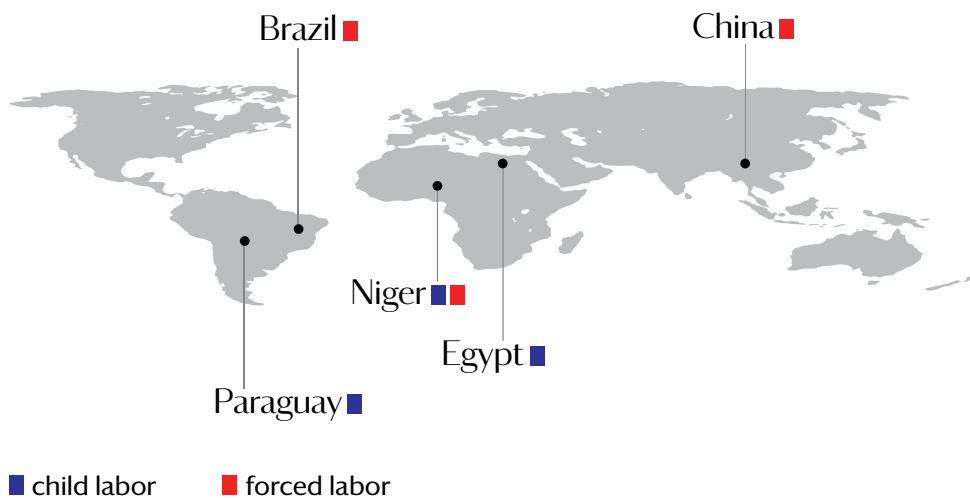 Brazil
China
Niger
Egypt
Paraguay
child labor
forced labor